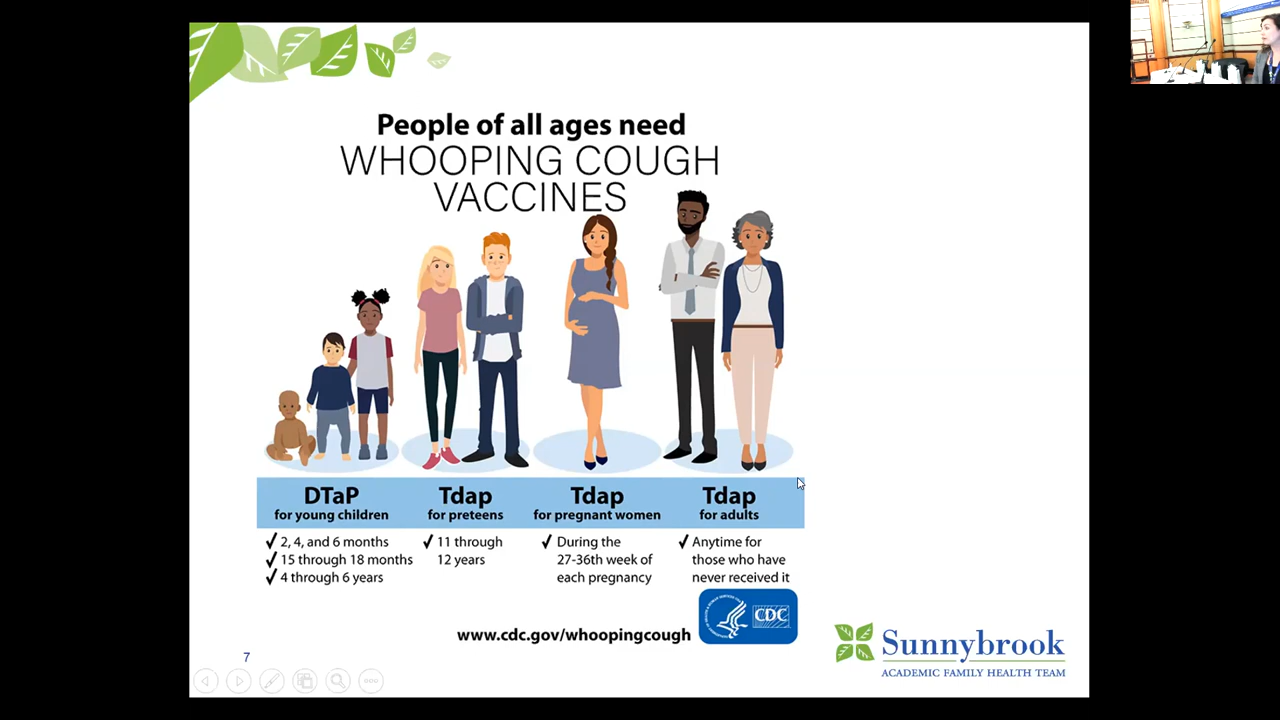 People of all ages need
WHOOPING COUGH
VACCINES
DTaP
for young children
✓ 2, 4, and 6 months
✓ 15 through 18 months
✓ 4 through 6 years
Tdap
for preteens
✓ 11 through
12 years
Tdap
for pregnant women
✓ During the
27-36th week of
each pregnancy
Tdap
for adults
✓ Anytime for
those who have
never received it
www.cdc.gov/whoopingcough
CDC
7
Sunnybrook
ACADEMIC FAMILY HEALTH TEAM